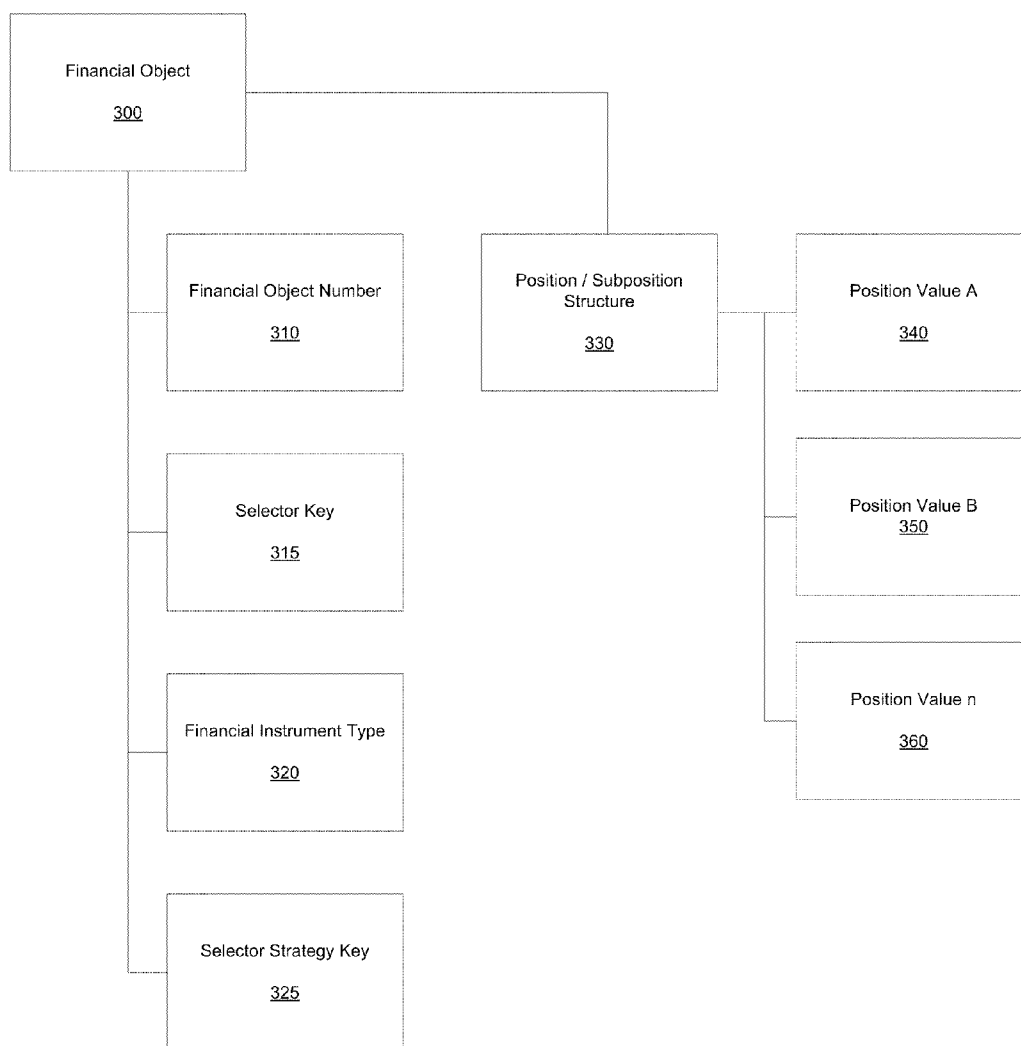 Financial Object
300
Financial Object Number
310
Position / Subposition
Structure
330
Position Value A
340
Selector Key
315
Position Value B
350
Financial Instrument Type
320
Position Value n
360
Selector Strategy Key
325